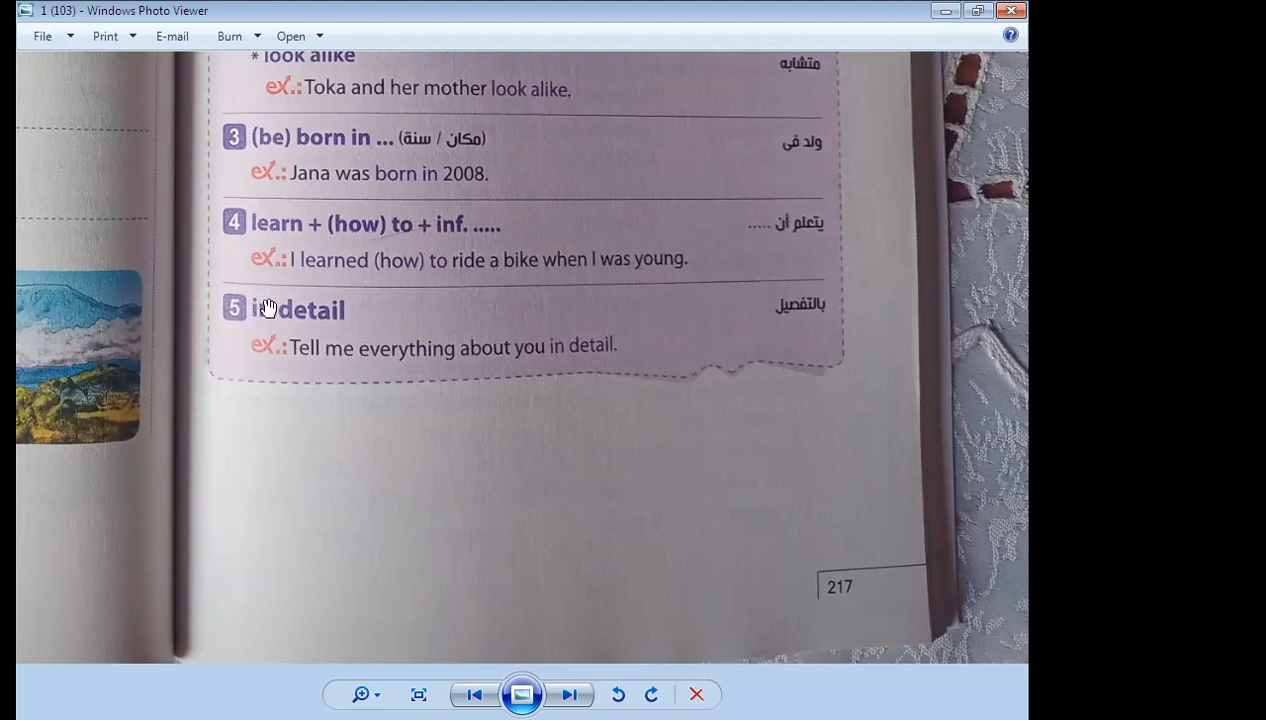 1 (103) - Windows Photo Viewer
File Print E-mail Burn Open
* look alike متشابه
ex.: Toka and her mother look alike.
3 (be) born in ... (مكان / سنة) ولد فى
ex.: Jana was born in 2008.
4 learn + (how) to + inf. ..... يتعلم أن .....
ex.: I learned (how) to ride a bike when I was young.
5 in detail بالتفصيل
ex.: Tell me everything about you in detail.
217